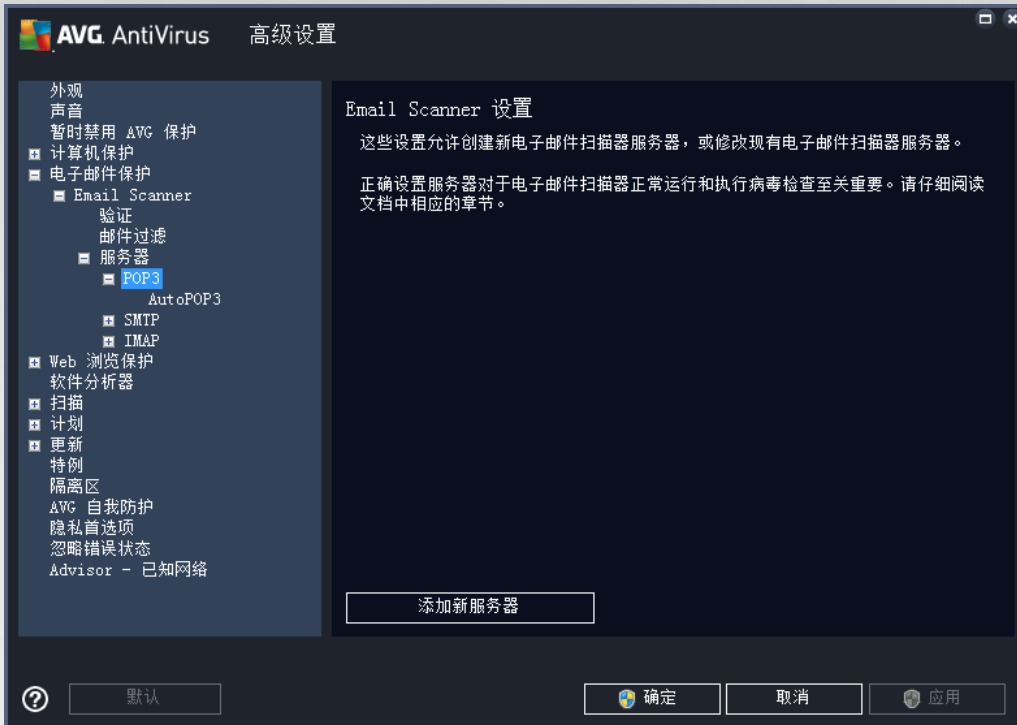 AVG. AntiVirus 高级设置
外观
声音
暂时禁用 AVG 保护
计算机保护
电子邮件保护
Email Scanner
验证
邮件过滤
服务器
POP3
AutoPOP3
SMTP
IMAP
Web 浏览保护
软件分析器
扫描
计划
更新
特例
隔离区
AVG 自我防护
隐私首选项
忽略错误状态
Advisor - 已知网络
Email Scanner 设置
这些设置允许创建新电子邮件扫描器服务器，或修改现有电子邮件扫描器服务器。
正确设置服务器对于电子邮件扫描器正常运行和执行病毒检查至关重要。请仔细阅读
文档中相应的章节。
添加新服务器
默认
确定
取消
应用